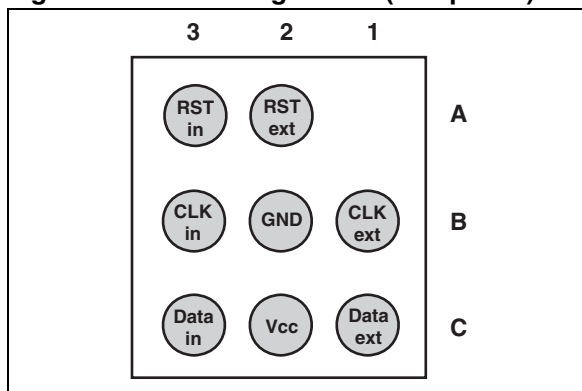 3 2 1
RST in RST ext A
CLK in GND CLK ext B
Data in Vcc Data ext C